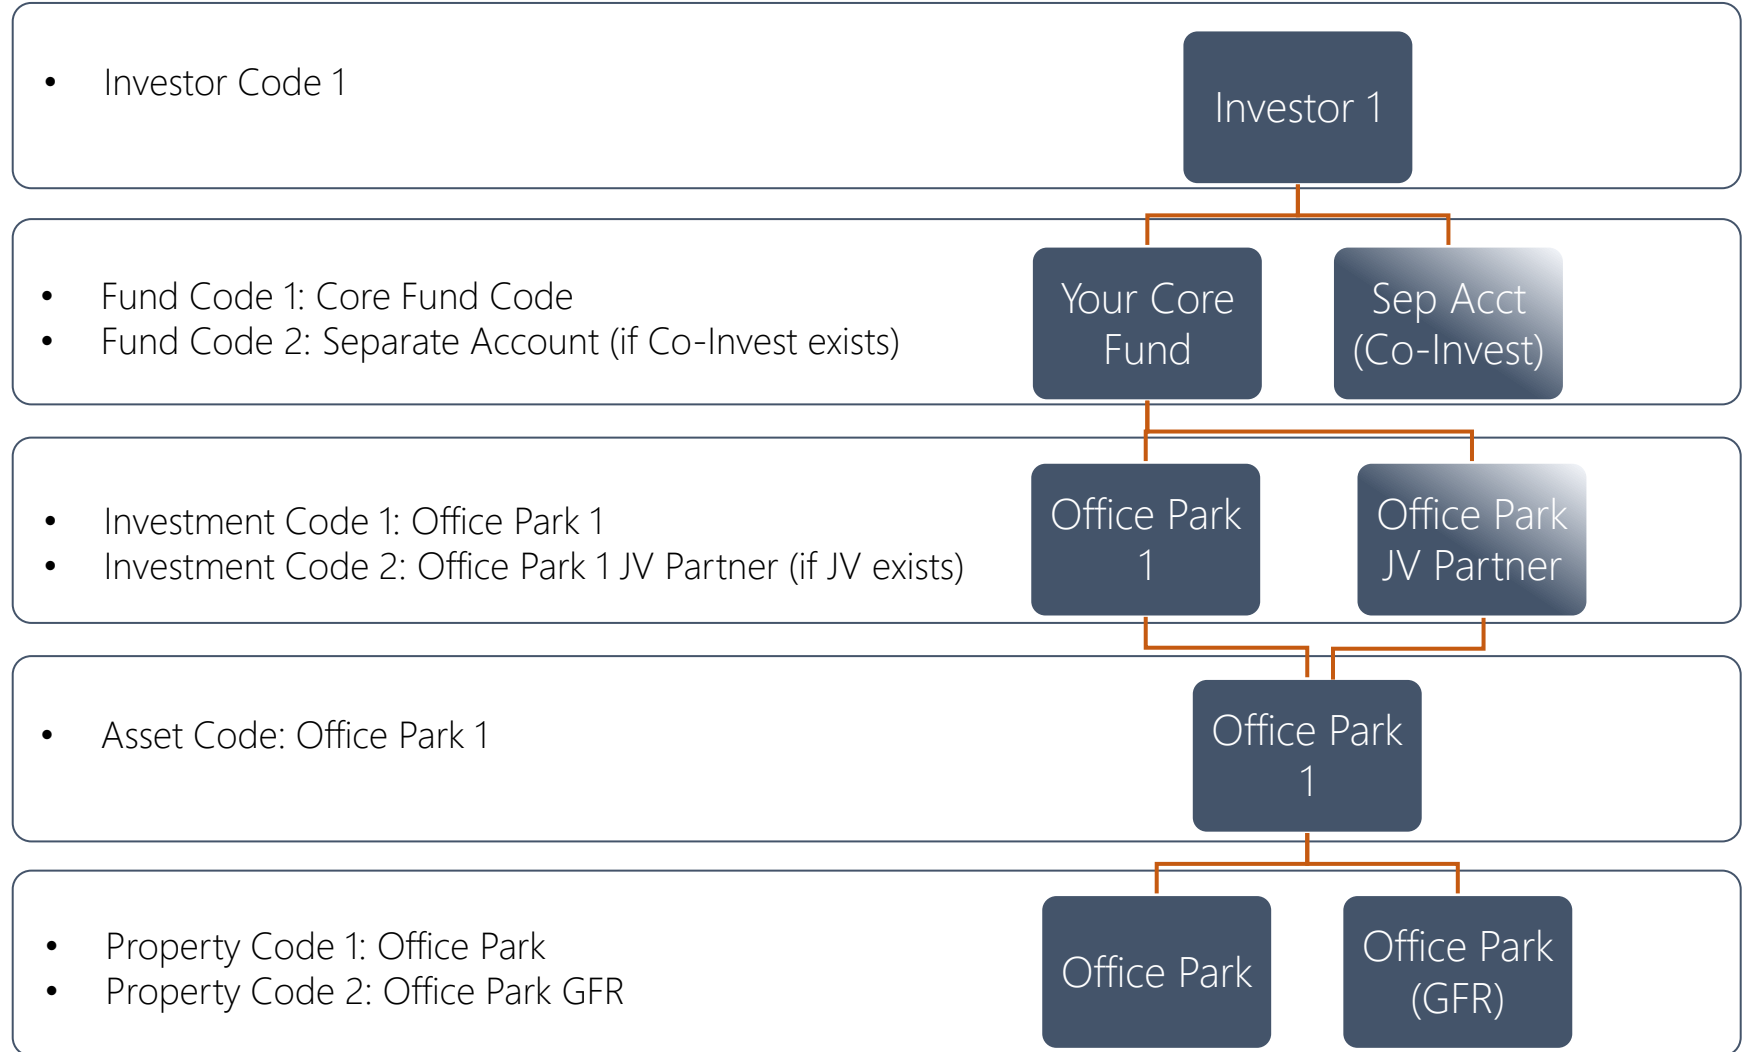 • Investor Code 1
Investor 1
• Fund Code 1: Core Fund Code
• Fund Code 2: Separate Account (if Co-Invest exists)
Your Core
Fund
Sep Acct
(Co-Invest)
• Investment Code 1: Office Park 1
• Investment Code 2: Office Park 1 JV Partner (if JV exists)
Office Park
1
Office Park
JV Partner
• Asset Code: Office Park 1
Office Park
1
• Property Code 1: Office Park
• Property Code 2: Office Park GFR
Office Park
Office Park
(GFR)